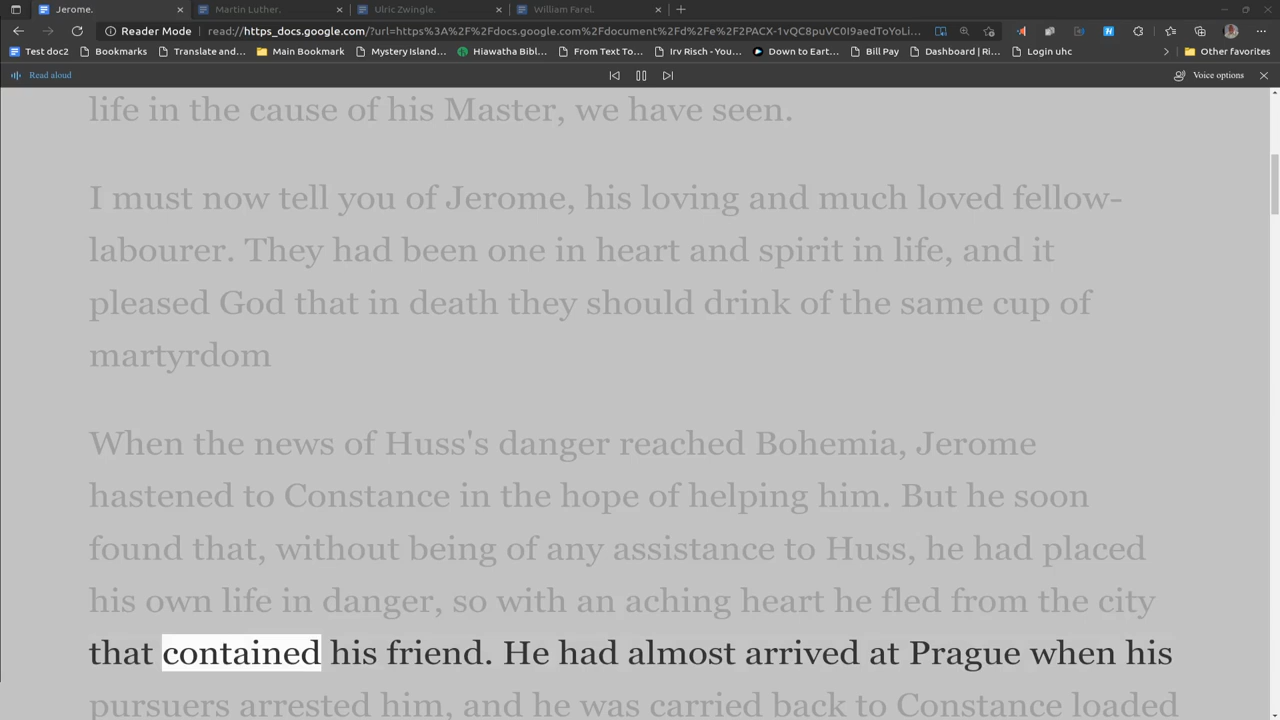 Jerome.
Martin Luther.
Ulric Zwingle.
William Farel.
Reader Mode
read://https_docs.google.com/?url=https%3A%2F%2Fdocs.google.com%2Fdocument%2Fd%2Fe%2F2PACX-1vQC8puVC0I9aedToYoLi...
Test doc2
Bookmarks
Translate and...
Main Bookmark
Mystery Island...
Hiawatha Bibl...
From Text To...
Irv Risch - You...
Down to Eart...
Bill Pay
Dashboard | Ri...
Login uhc
Other favorites
Read aloud
Voice options
life in the cause of his Master, we have seen.
I must now tell you of Jerome, his loving and much loved fellow-
labourer. They had been one in heart and spirit in life, and it
pleased God that in death they should drink of the same cup of
martyrdom
When the news of Huss's danger reached Bohemia, Jerome
hastened to Constance in the hope of helping him. But he soon
found that, without being of any assistance to Huss, he had placed
his own life in danger, so with an aching heart he fled from the city
that contained his friend. He had almost arrived at Prague when his
pursuers arrested him, and he was carried back to Constance loaded